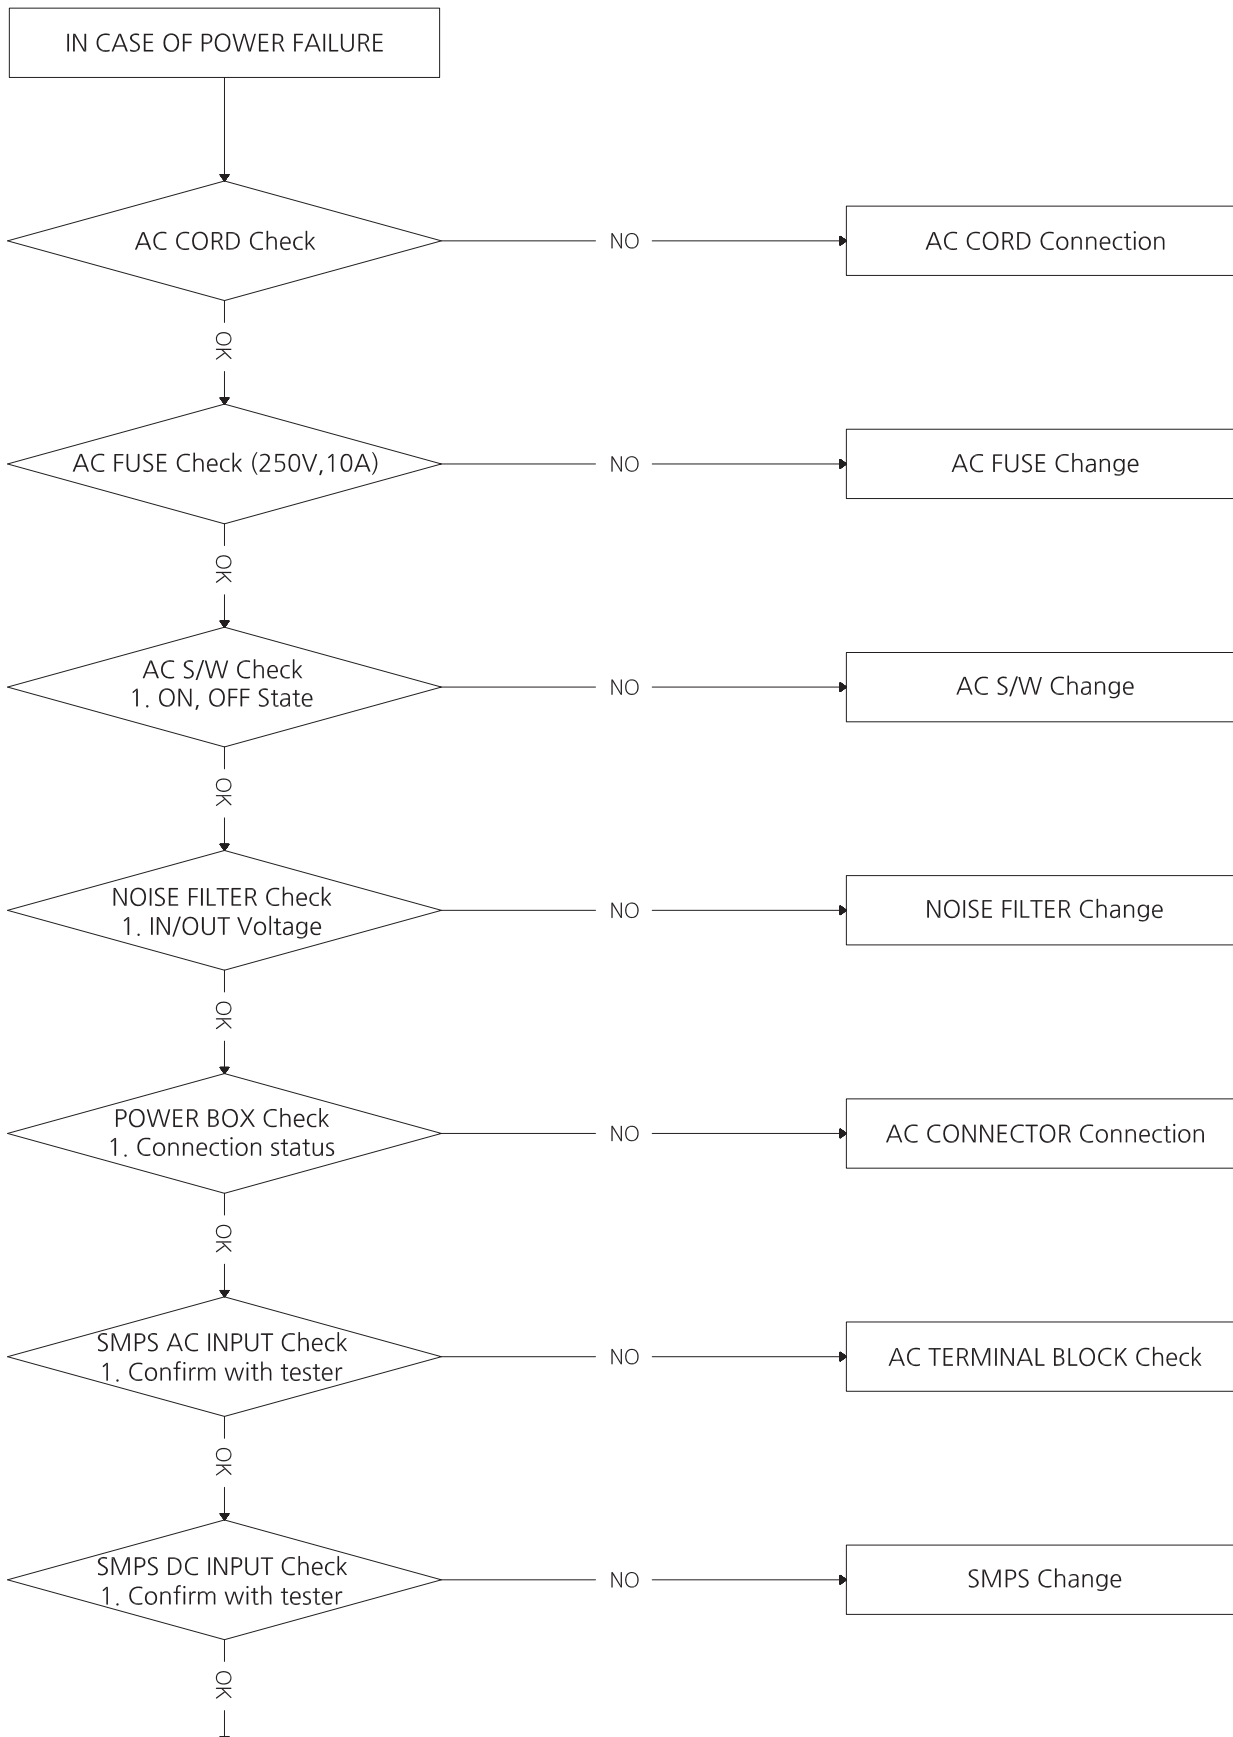 IN CASE OF POWER FAILURE
AC CORD Check
NO
AC CORD Connection
OK
AC FUSE Check (250V,10A)
NO
AC FUSE Change
OK
AC S/W Check
1. ON, OFF State
NO
AC S/W Change
OK
NOISE FILTER Check
1. IN/OUT Voltage
NO
NOISE FILTER Change
OK
POWER BOX Check
1. Connection status
NO
AC CONNECTOR Connection
OK
SMPS AC INPUT Check
1. Confirm with tester
NO
AC TERMINAL BLOCK Check
OK
SMPS DC INPUT Check
1. Confirm with tester
NO
SMPS Change
OK